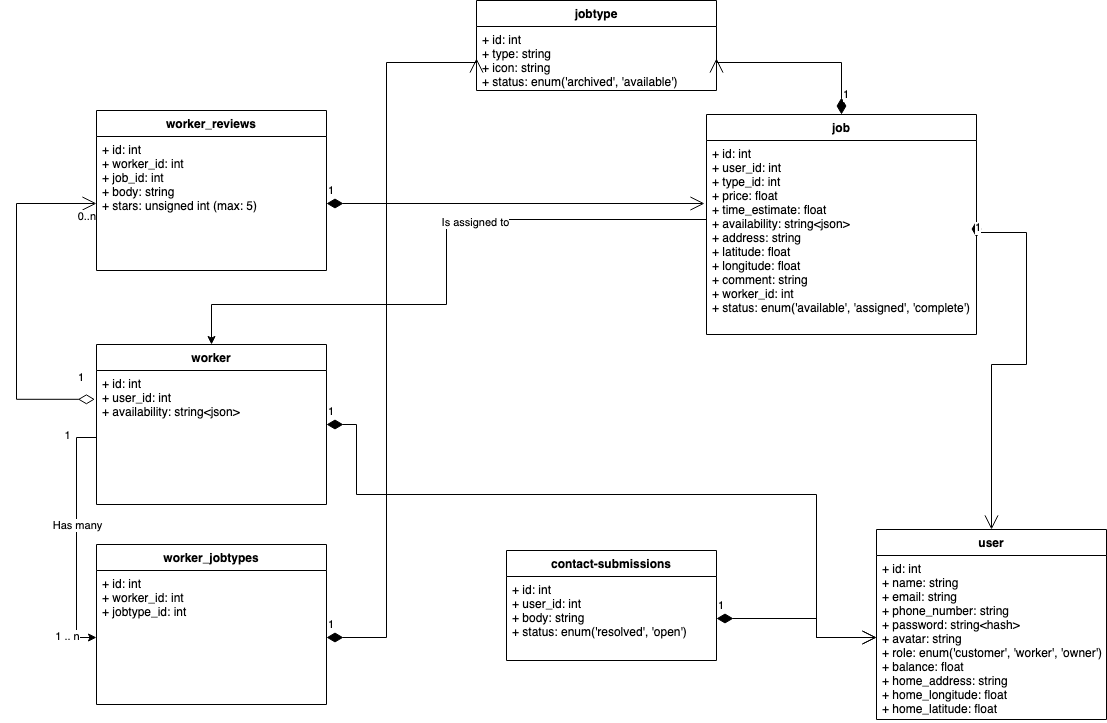 jobtype
+ id: int
+ type: string
+ icon: string
+ status: enum('archived', 'available')
1
worker_reviews
+ id: int
+ worker_id: int
+ job_id: int
+ body: string
+ stars: unsigned int (max: 5)
1
0..n
job
+ id: int
+ user_id: int
+ type_id: int
+ price: float
+ time_estimate: float
+ availability: string<json>
+ address: string
+ latitude: float
+ longitude: float
+ comment: string
+ worker_id: int
+ status: enum('available', 'assigned', 'complete')
1
Is assigned to
worker
+ id: int
+ user_id: int
+ availability: string<json>
1
1
1
Has many
1 .. n
worker_jobtypes
+ id: int
+ worker_id: int
+ jobtype_id: int
1
contact-submissions
+ id: int
+ user_id: int
+ body: string
+ status: enum('resolved', 'open')
1
user
+ id: int
+ name: string
+ email: string
+ phone_number: string
+ password: string<hash>
+ avatar: string
+ role: enum('customer', 'worker', 'owner')
+ balance: float
+ home_address: string
+ home_longitude: float
+ home_latitude: float